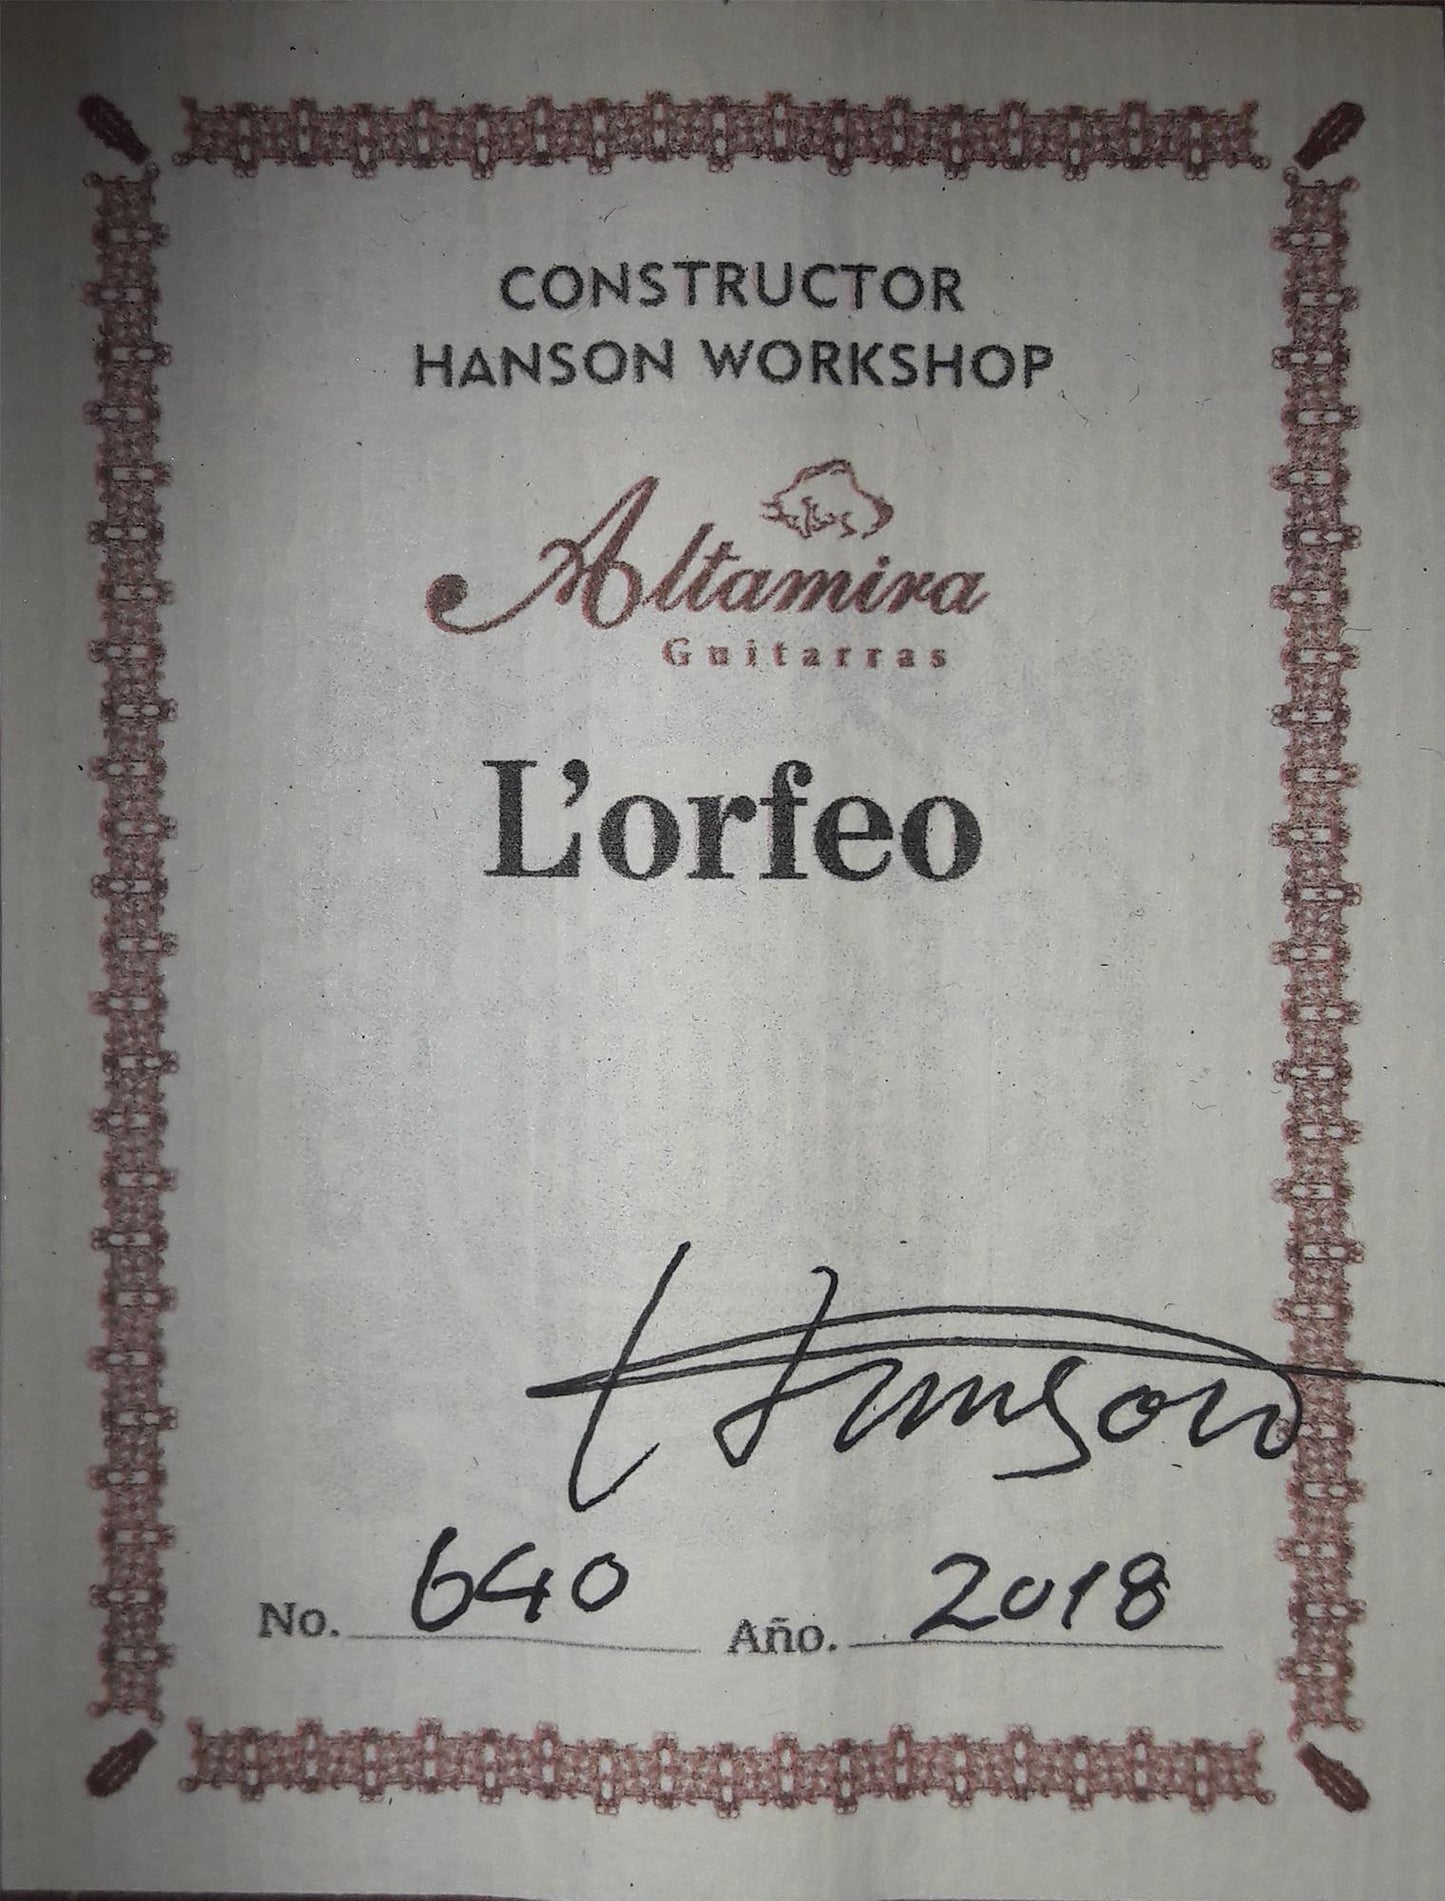 CONSTRUCTOR
HANSON WORKSHOP
Altamira
Guitarras
L'orfeo
Hanson
No. 640 Año. 2018